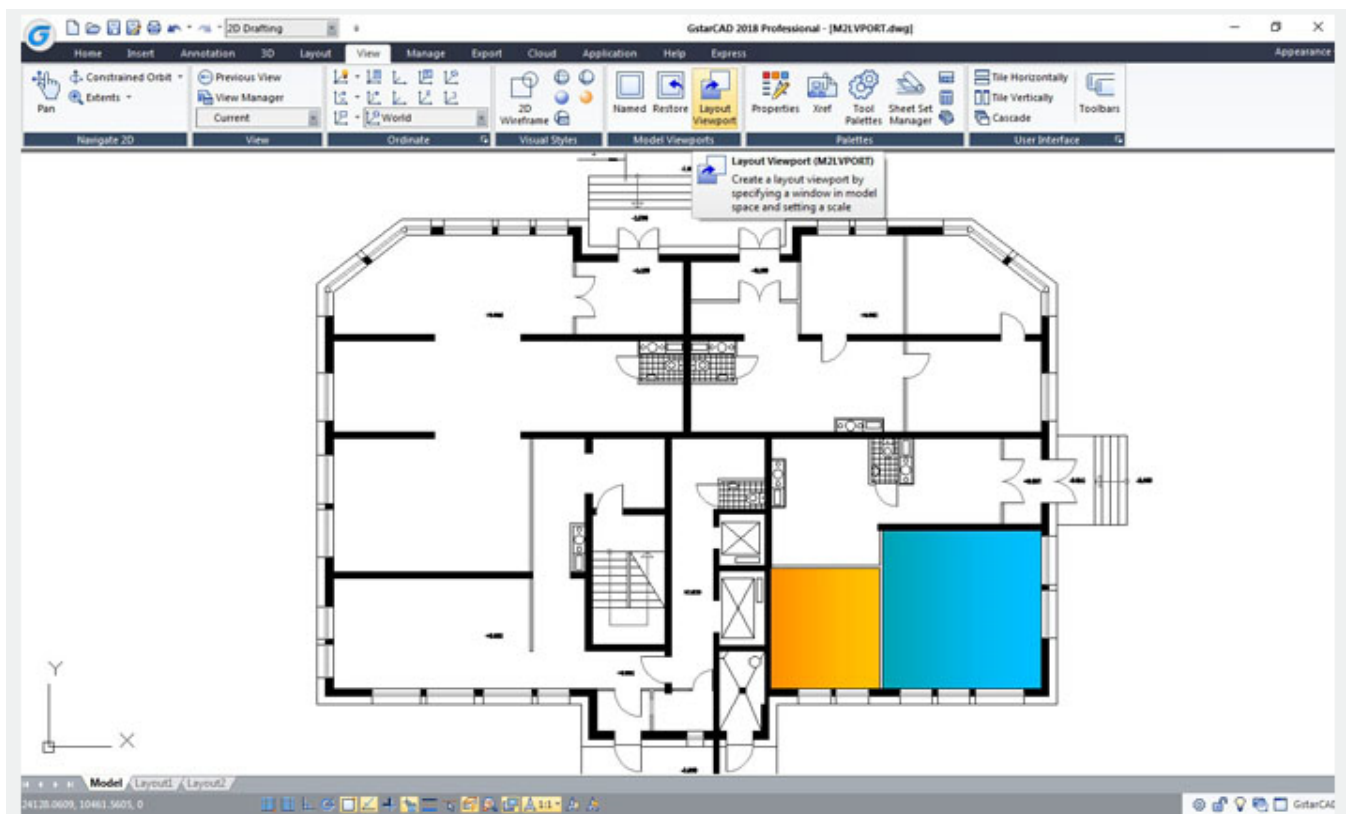 2D Drafting
GstarCAD 2018 Professional - [M2LVPORT.dwg]
Home Insert Annotation 3D Layout View Manage Export Cloud Application Help Express Appearance
Constrained Orbit Previous View Tile Horizontally
Extents View Manager World Tile Vertically
Pan Current 2D Wireframe Named Restore Layout Viewport Properties Xref Tool Palettes Sheet Set Manager Cascade Toolbars
Navigate 2D View Ordinate Visual Styles Model Viewports Palettes User Interface
Layout Viewport (M2LVPORT)
Create a layout viewport by
specifying a window in model
space and setting a scale
Y
X
Model Layout1 Layout2
24128.0609, 10461.5605, 0 1:1 GstarCAD